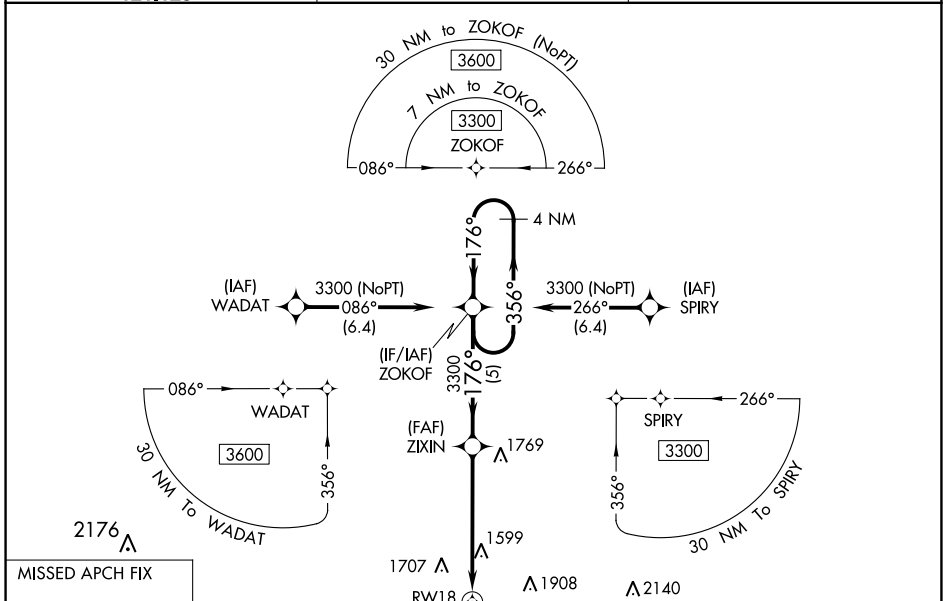 30 NM to ZOKOF (NoPT)
3600
7 NM to ZOKOF
3300
ZOKOF
086°
266°
4 NM
176°
356°
(IAF)
WADAT
3300 (NoPT)
086°
(6.4)
3300 (NoPT)
266°
(6.4)
(IAF)
SPIRY
(IF/IAF)
ZOKOF
3300
176°
(5)
086°
WADAT
3600
356°
30 NM To WADAT
266°
SPIRY
3300
356°
30 NM To SPIRY
(FAF)
ZIXIN
1769
2176
1599
1707
1908
2140
MISSED APCH FIX
RW18